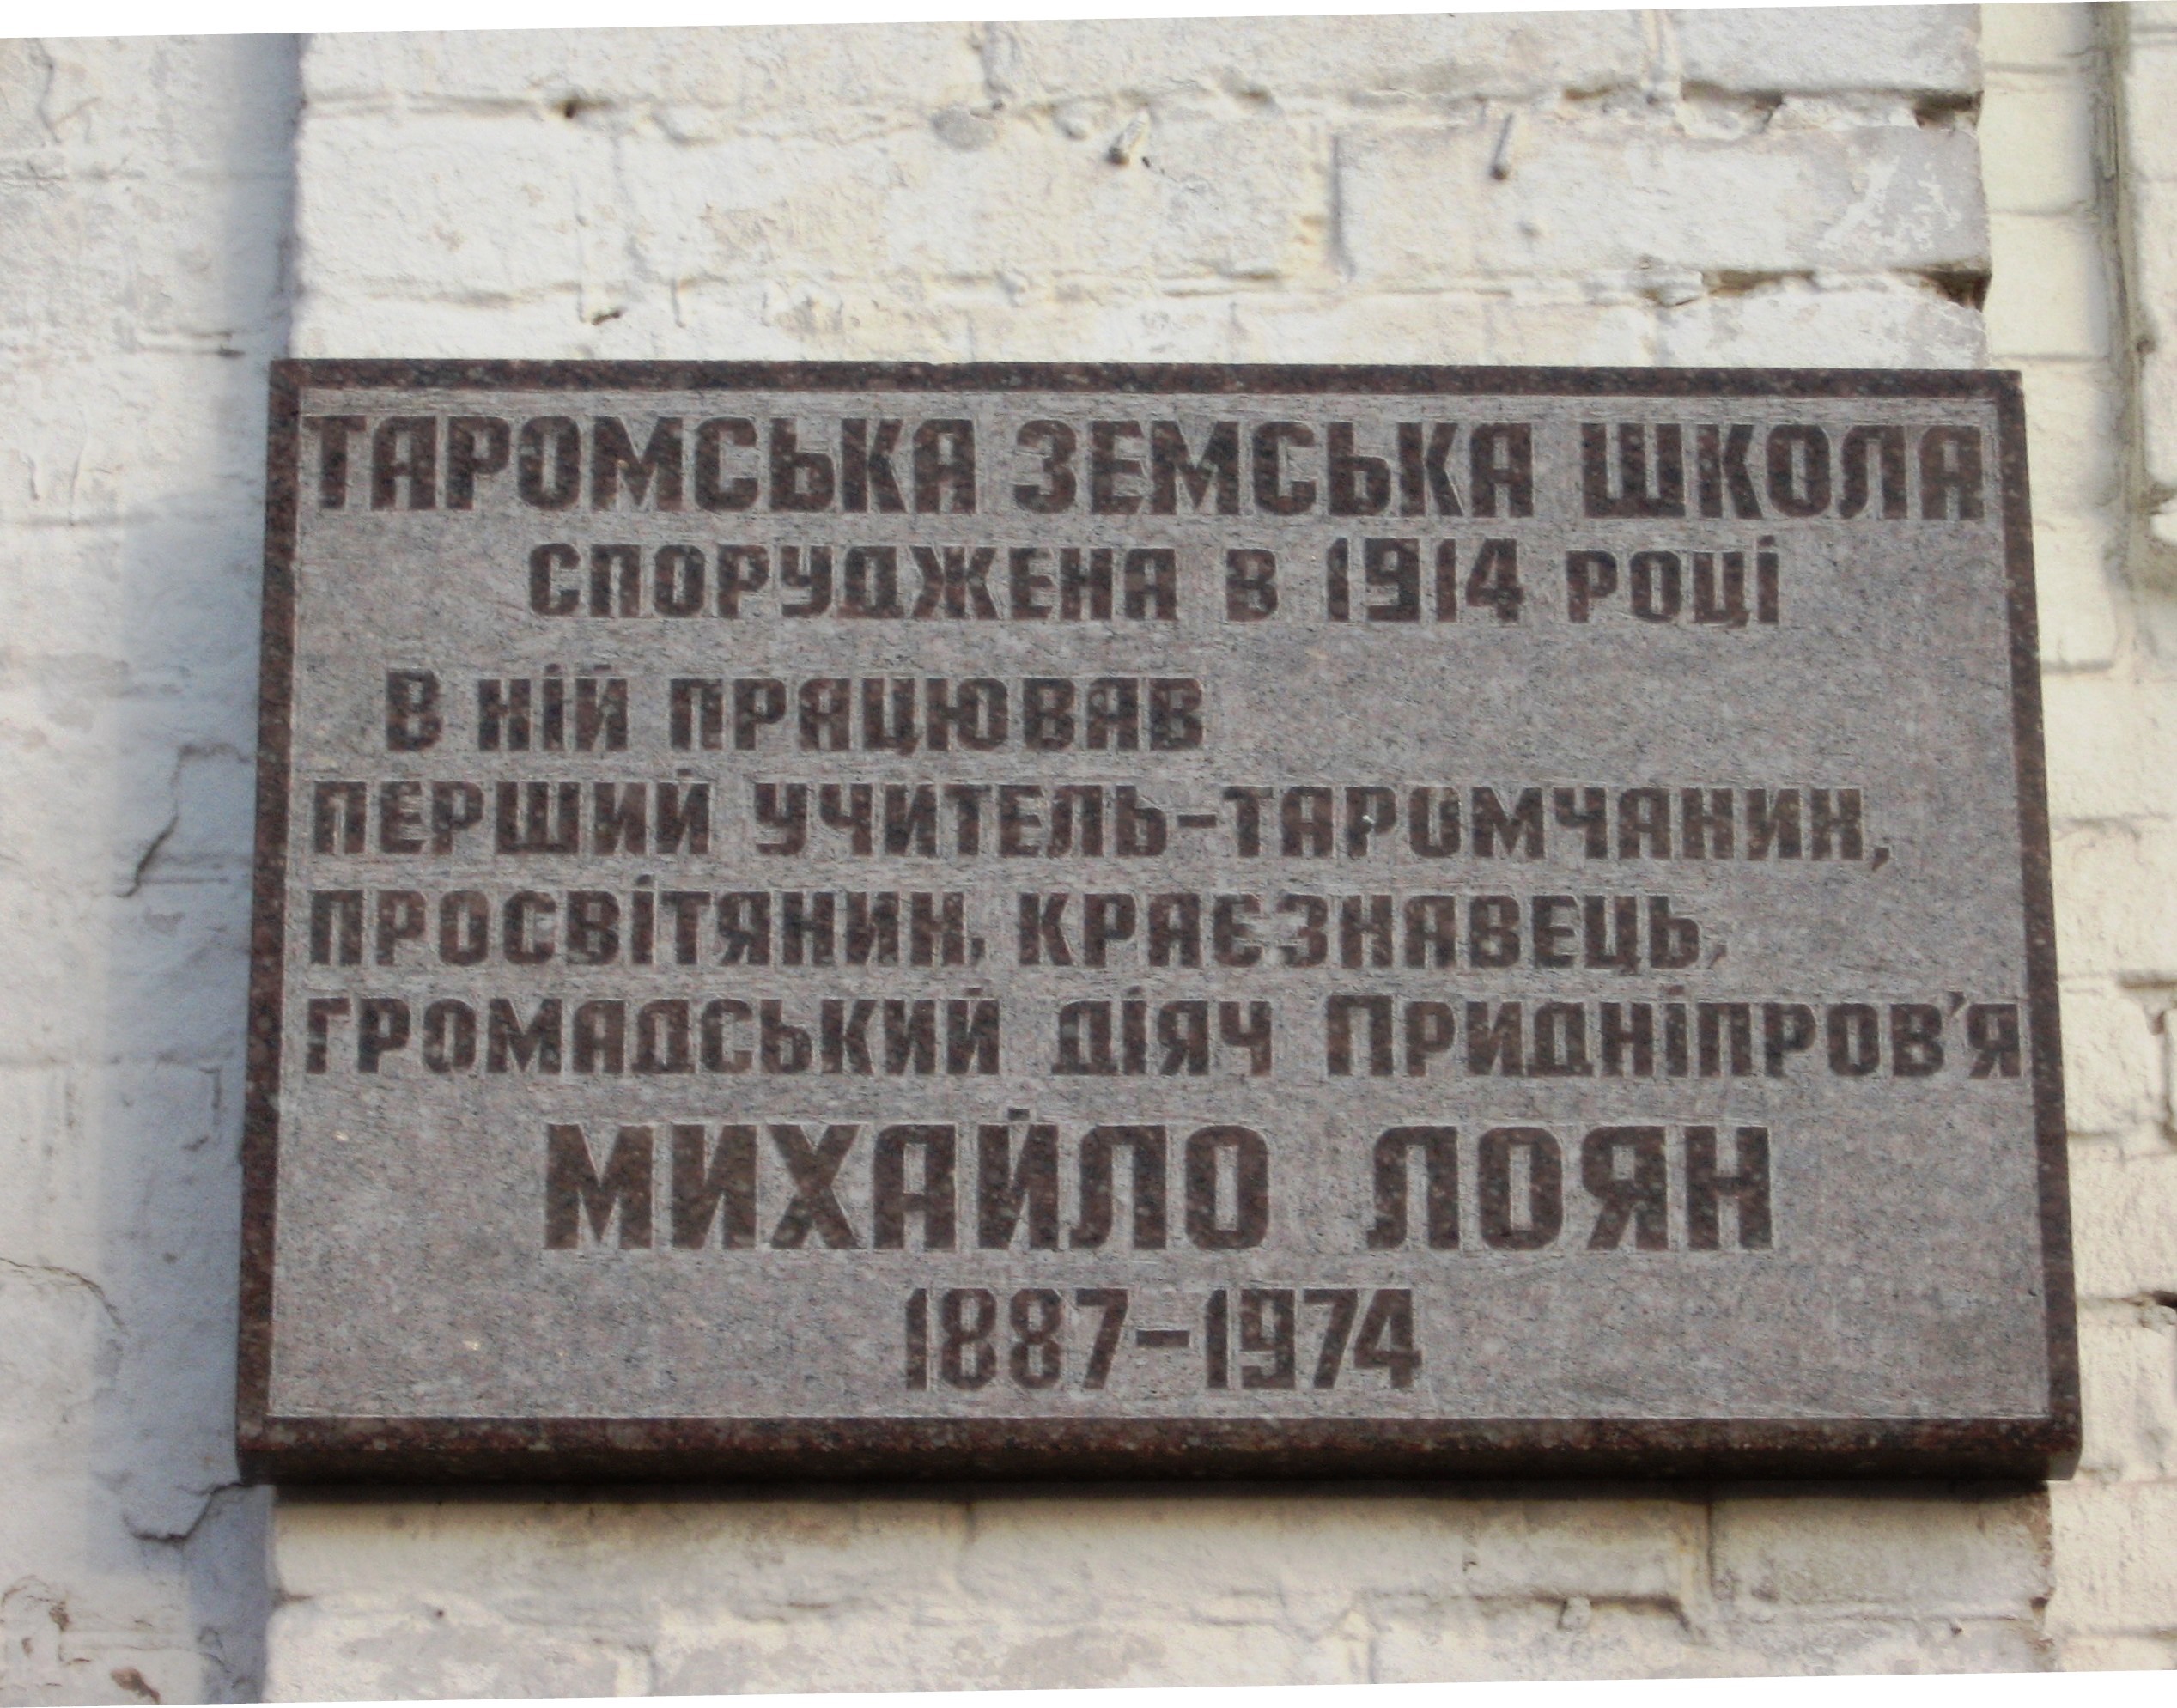 ТАРОМСЬКА ЗЕМСЬКА ШКОЛА
СПОРУДЖЕНА В 1914 РОЦІ
В НІЙ ПРАЦЮВАВ
ПЕРШИЙ УЧИТЕЛЬ-ТАРОМЧАНИН,
ПРОСВІТЯНИН, КРАЄЗНАВЕЦЬ,
ГРОМАДСЬКИЙ ДІЯЧ ПРИДНІПРОВ'Я
МИХАЙЛО ЛОЯН
1887-1974